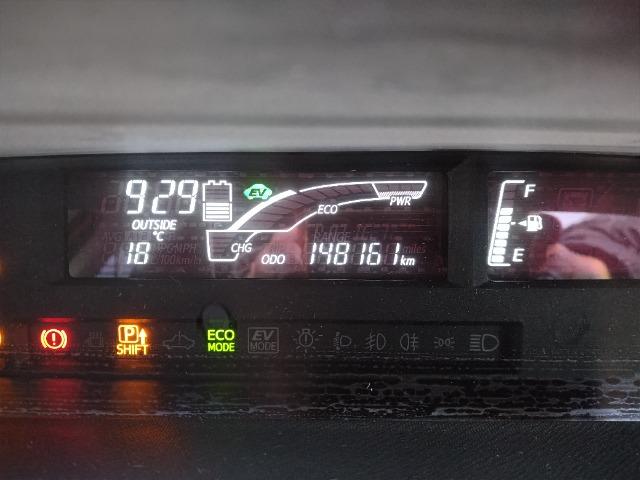 9:29
EV
F
PWR
ECO
OUTSIDE
°C
18
CHG
ODO
148161 km
E
P
SHIFT
ECO
MODE
EV
MODE